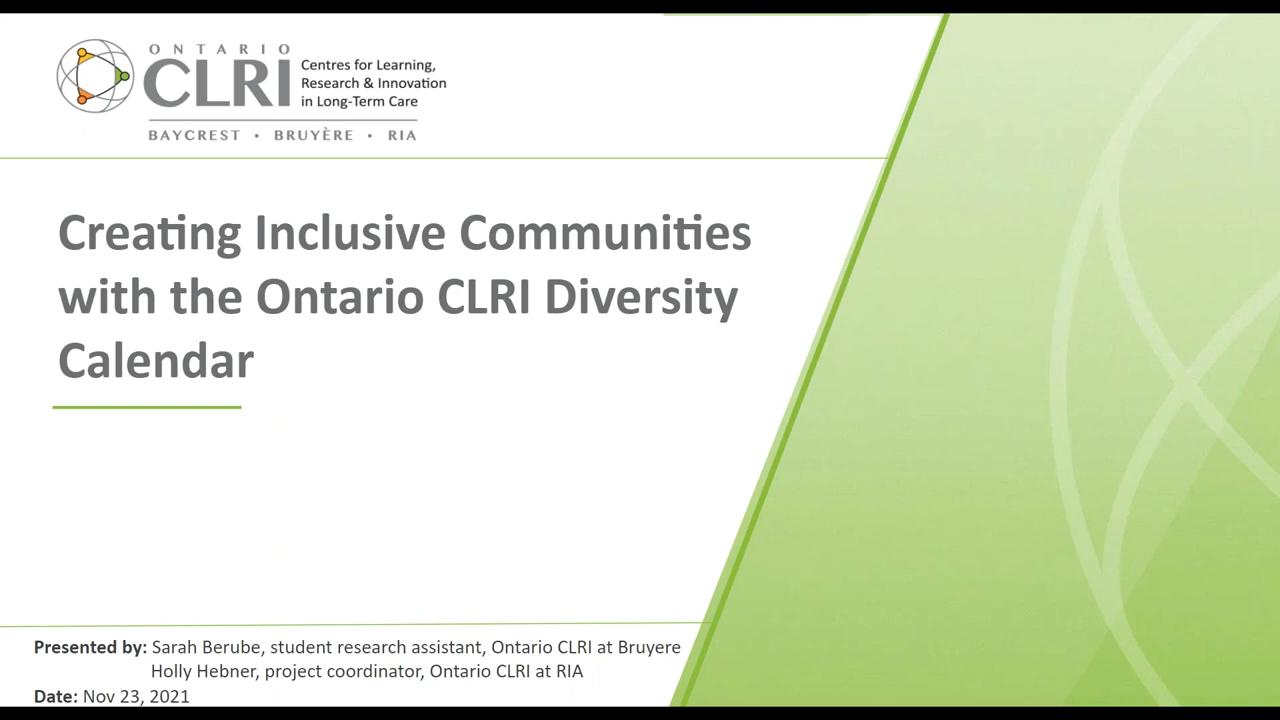 ONTARIO
CLRI
Centres for Learning,
Research & Innovation
in Long-Term Care
BAYCREST • BRUYÈRE • RIA
Creating Inclusive Communities
with the Ontario CLRI Diversity
Calendar
Presented by: Sarah Berube, student research assistant, Ontario CLRI at Bruyere
Holly Hebner, project coordinator, Ontario CLRI at RIA
Date: Nov 23, 2021